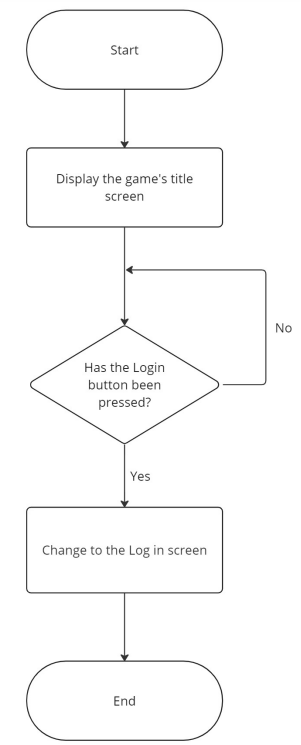 Start
Display the game's title
screen
No
Has the Login
button been
pressed?
Yes
Change to the Log in screen
End